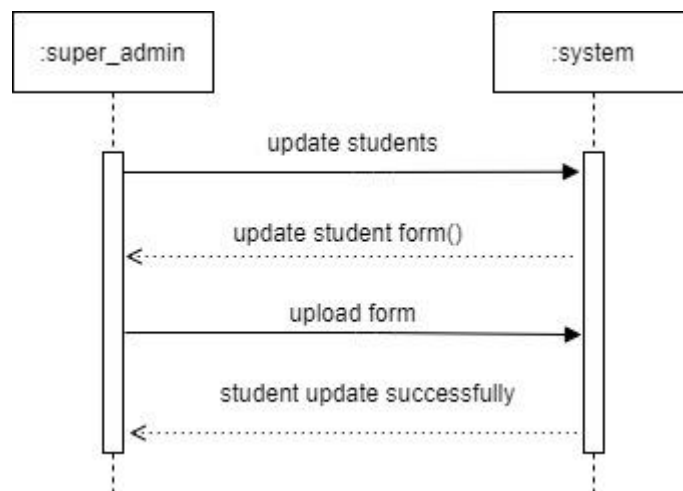 :super_admin
:system
update students
update student form()
upload form
student update successfully